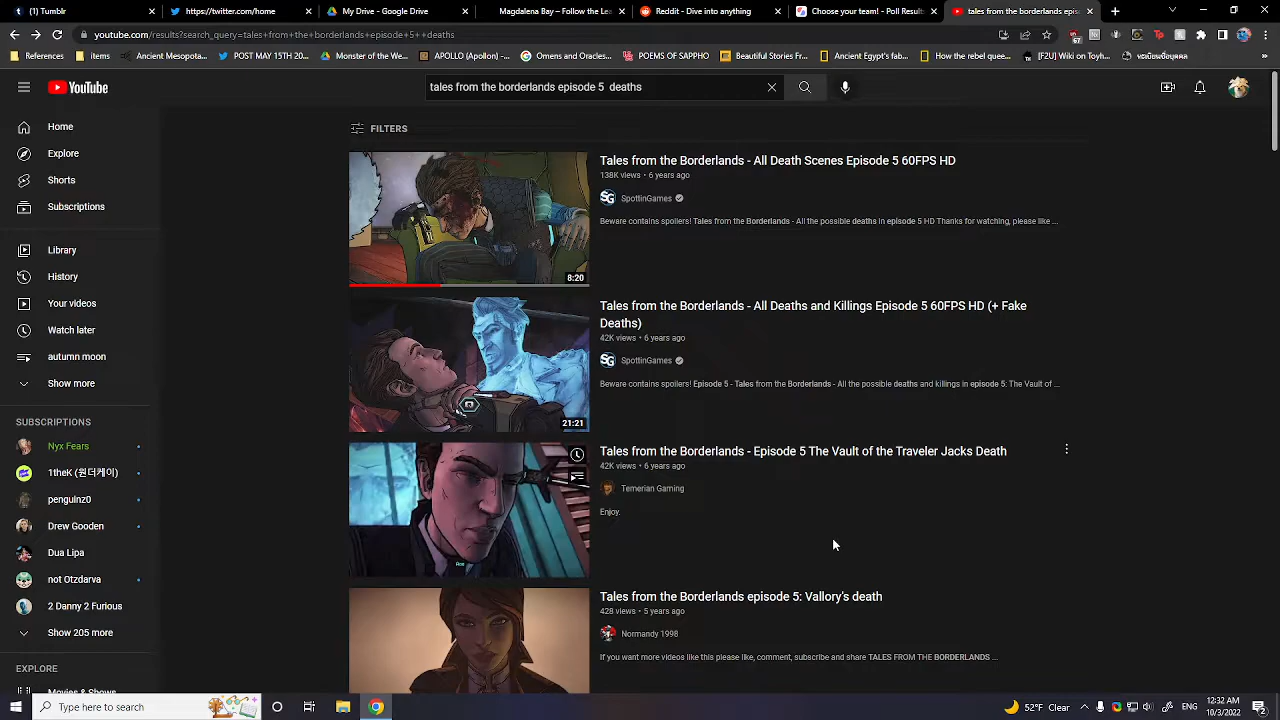 (1) Tumblr
https://twitter.com/home
My Drive - Google Drive
Magdalena Bay – Follow the Le
Reddit - Dive into anything
Choose your team! - Poll Results
tales from the borderlands episo
youtube.com/results?search_query=tales+from+the+borderlands+episode+5++deaths
References
items
Ancient Mesopota...
POST MAY 15TH 20...
Monster of the We...
APOLLO (Apollon) -...
Omens and Oracles...
POEMS OF SAPPHO
Beautiful Stories F...
Ancient Egypt's fab...
How the rebel que...
[F2U] Wiki on Toyh...
YouTube
tales from the borderlands episode 5 deaths
Home
Explore
Shorts
Subscriptions
Library
History
Your videos
Watch later
autumn moon
Show more
SUBSCRIPTIONS
Nyx Fears
1theK (원더케이)
penguinz0
Drew Gooden
Dua Lipa
not Otzdarva
2 Danny 2 Furious
Show 205 more
EXPLORE
Movies & Shows
FILTERS
8:20
Tales from the Borderlands - All Death Scenes Episode 5 60FPS HD
138K views • 6 years ago
SG SpottinGames
Beware contains spoilers! Tales from the Borderlands - All the possible deaths in episode 5 HD Thanks for watching, please like ...
21:21
Tales from the Borderlands - All Deaths and Killings Episode 5 60FPS HD (+ Fake
Deaths)
42K views • 6 years ago
SG SpottinGames
Beware contains spoilers! Episode 5 - Tales from the Borderlands - All the possible deaths and killings in episode 5: The Vault of ...
Tales from the Borderlands - Episode 5 The Vault of the Traveler Jacks Death
42K views • 6 years ago
Temerian Gaming
Enjoy.
Tales from the Borderlands episode 5: Vallory's death
428 views • 5 years ago
Normandy 1998
If you want more videos like this please like, comment, subscribe and share TALES FROM THE BORDERLANDS ...
Type here to search
52°F Clear
ENG
12:32 AM
10/3/2022